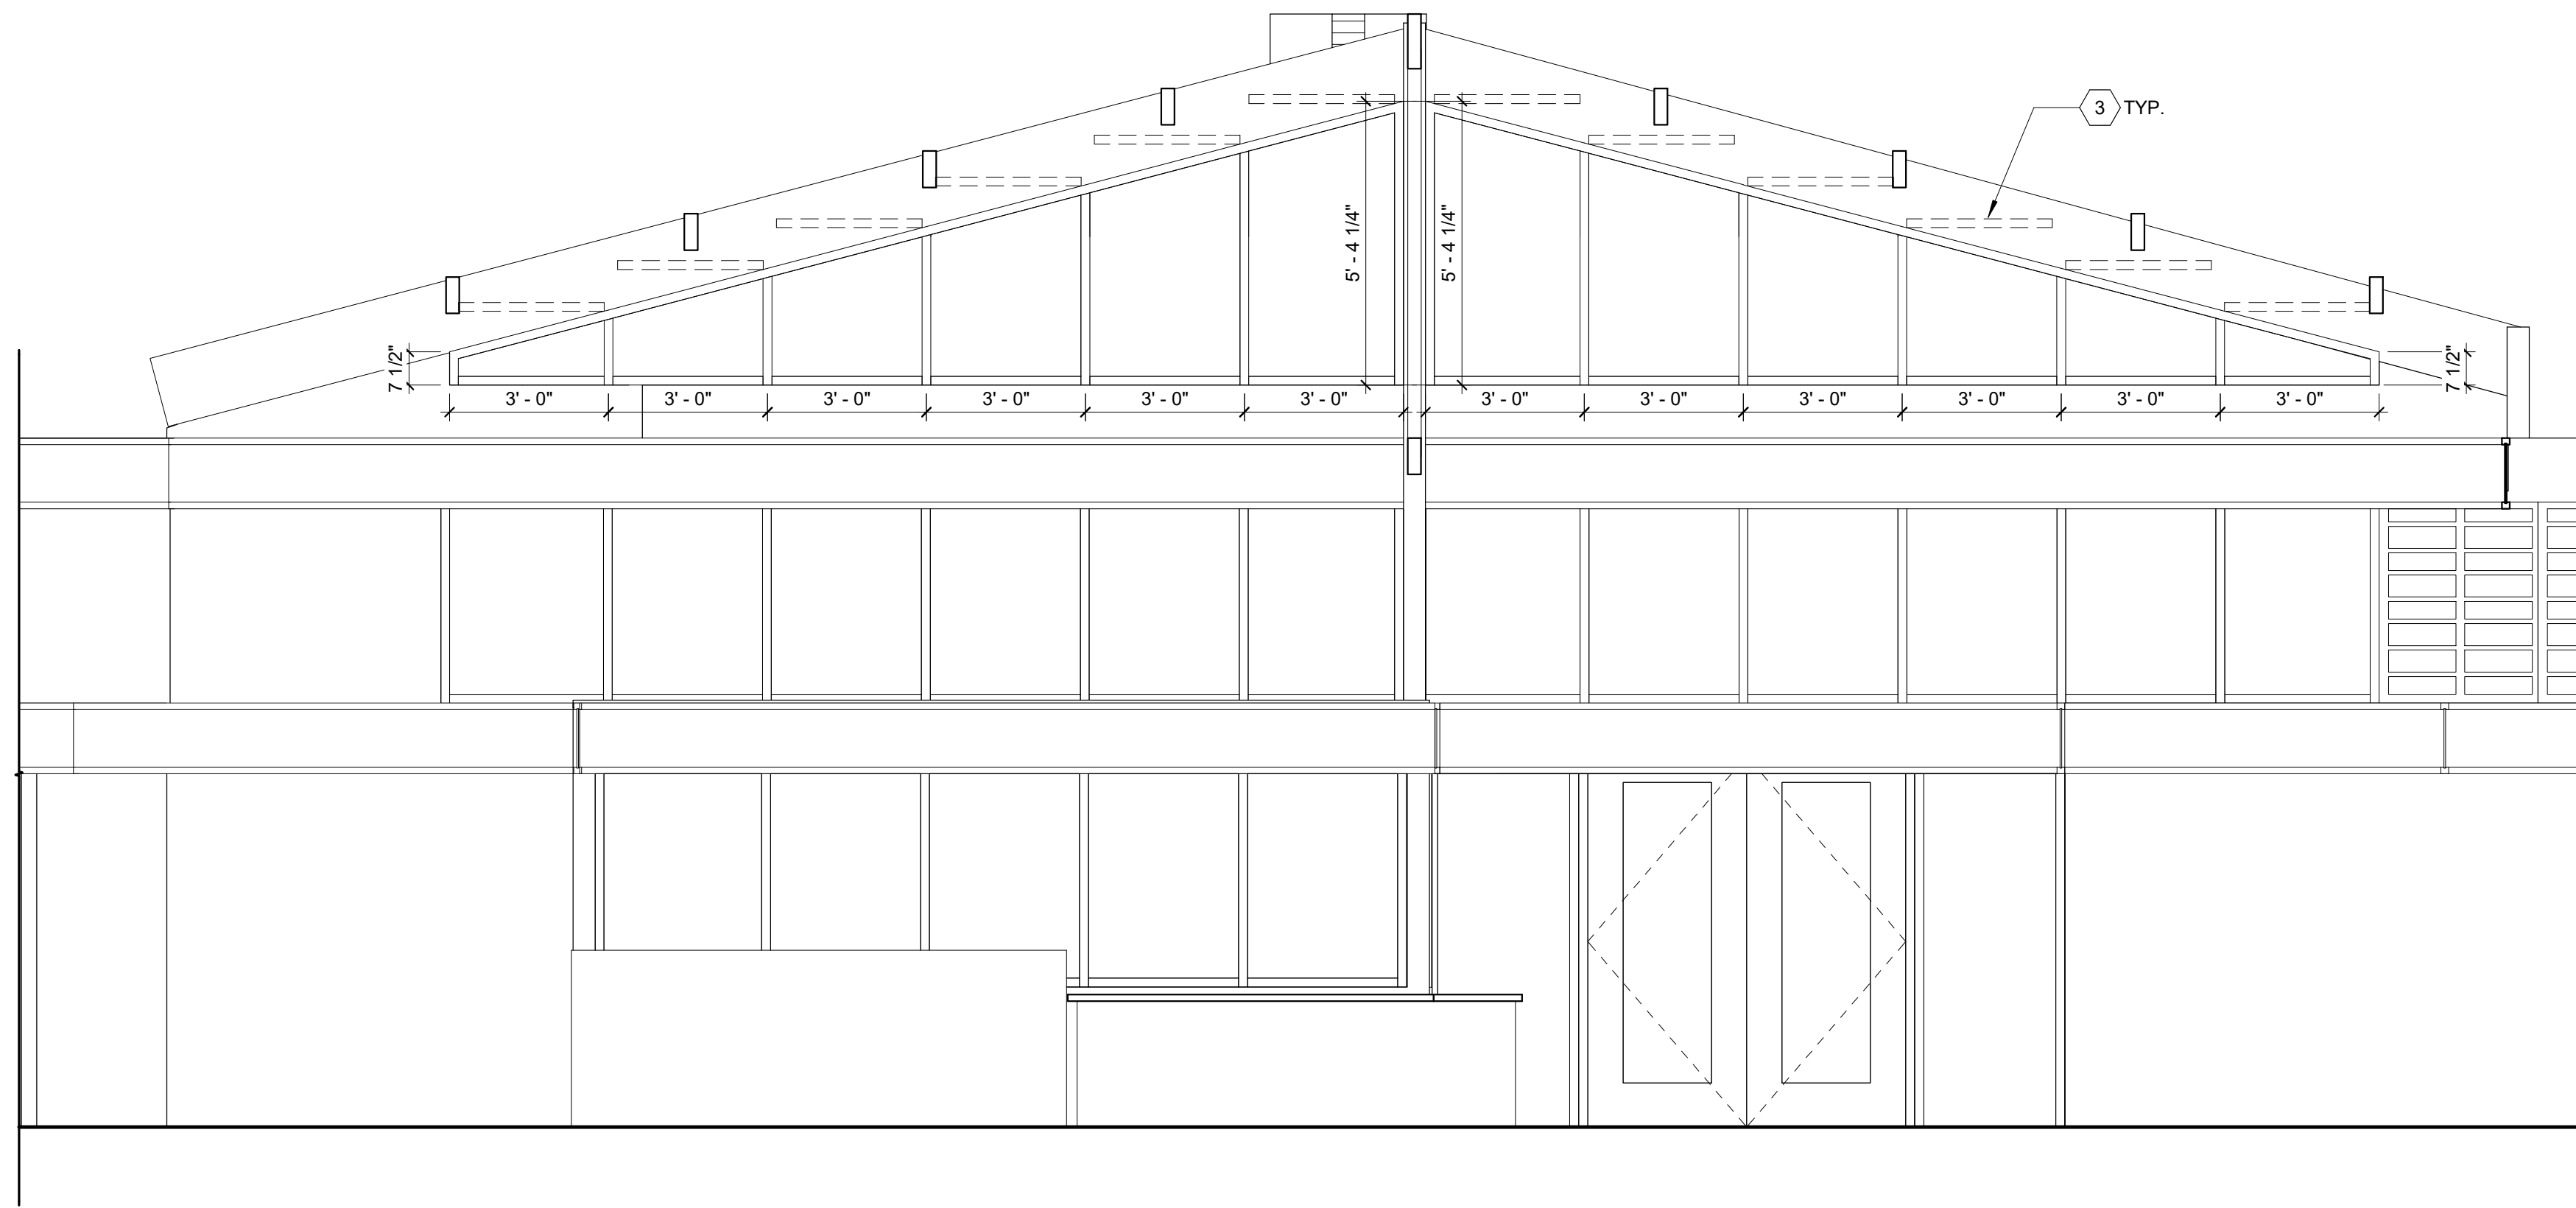 3 TYP.
5' - 4 1/4"
5' - 4 1/4"
7 1/2"
7 1/2"
3' - 0" 3' - 0" 3' - 0" 3' - 0" 3' - 0" 3' - 0" 3' - 0" 3' - 0" 3' - 0" 3' - 0" 3' - 0" 3' - 0"